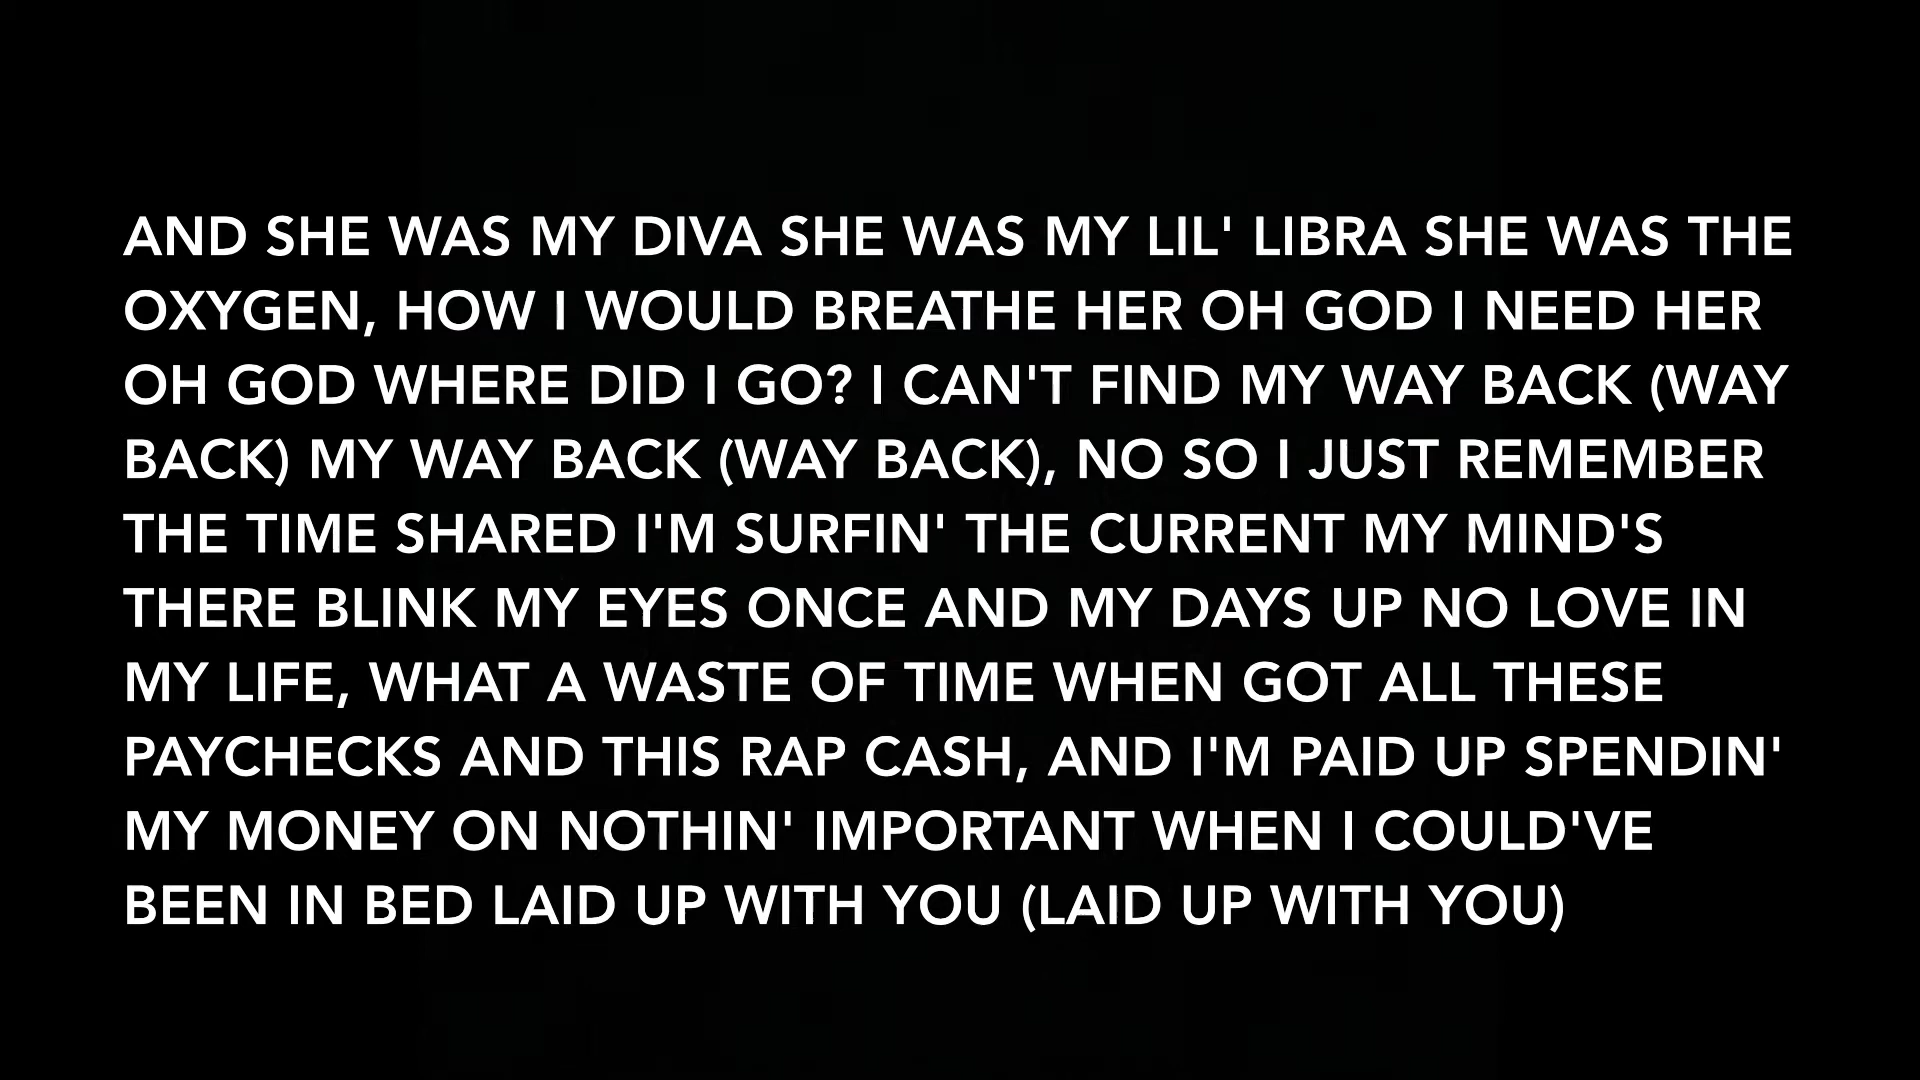 AND SHE WAS MY DIVA SHE WAS MY LIL' LIBRA SHE WAS THE
OXYGEN, HOW I WOULD BREATHE HER OH GOD I NEED HER
OH GOD WHERE DID I GO? I CAN'T FIND MY WAY BACK (WAY
BACK) MY WAY BACK (WAY BACK), NO SO I JUST REMEMBER
THE TIME SHARED I'M SURFIN' THE CURRENT MY MIND'S
THERE BLINK MY EYES ONCE AND MY DAYS UP NO LOVE IN
MY LIFE, WHAT A WASTE OF TIME WHEN GOT ALL THESE
PAYCHECKS AND THIS RAP CASH, AND I'M PAID UP SPENDIN'
MY MONEY ON NOTHIN' IMPORTANT WHEN I COULD'VE
BEEN IN BED LAID UP WITH YOU (LAID UP WITH YOU)